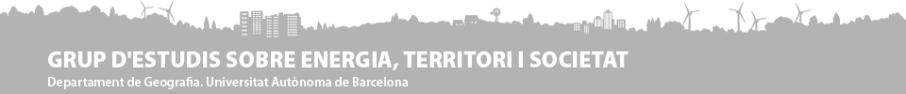 GRUP D'ESTUDIS SOBRE ENERGIA, TERRITORI I SOCIETAT
Departament de Geografia. Universitat Autònoma de Barcelona